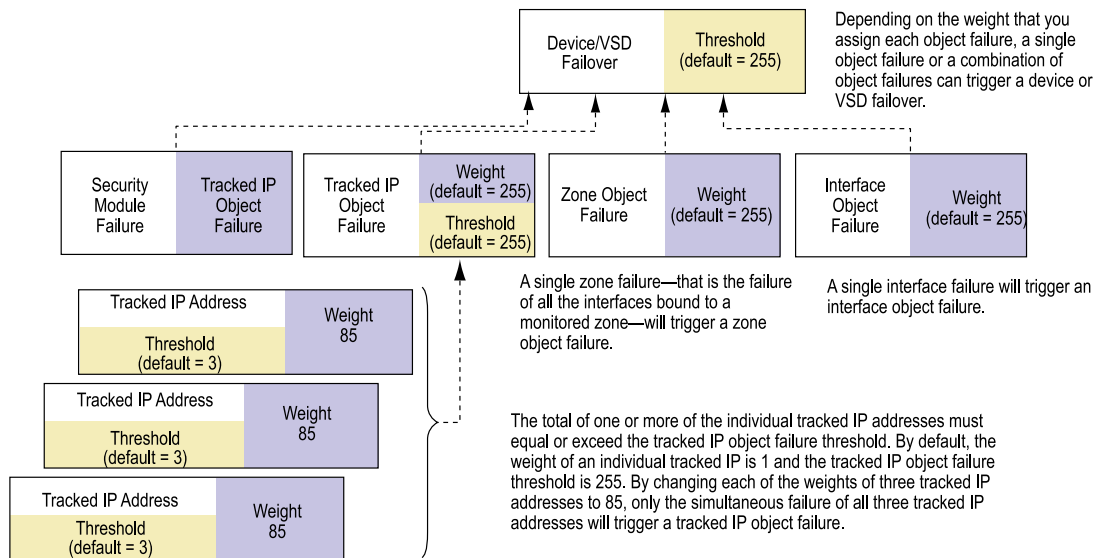 Device/VSD
Failover
Threshold
(default = 255)
Depending on the weight that you
assign each object failure, a single
object failure or a combination of
object failures can trigger a device or
VSD failover.
Security
Module
Failure
Tracked IP
Object
Failure
Tracked IP
Object
Failure
Weight
(default = 255)
Threshold
(default = 255)
Zone Object
Failure
Weight
(default = 255)
Interface
Object
Failure
Weight
(default = 255)
A single zone failure—that is the failure
of all the interfaces bound to a
monitored zone—will trigger a zone
object failure.
A single interface failure will trigger an
interface object failure.
Tracked IP Address
Threshold
(default = 3)
Weight
85
Tracked IP Address
Threshold
(default = 3)
Weight
85
Tracked IP Address
Threshold
(default = 3)
Weight
85
The total of one or more of the individual tracked IP addresses must
equal or exceed the tracked IP object failure threshold. By default, the
weight of an individual tracked IP is 1 and the tracked IP object failure
threshold is 255. By changing each of the weights of three tracked IP
addresses to 85, only the simultaneous failure of all three tracked IP
addresses will trigger a tracked IP object failure.